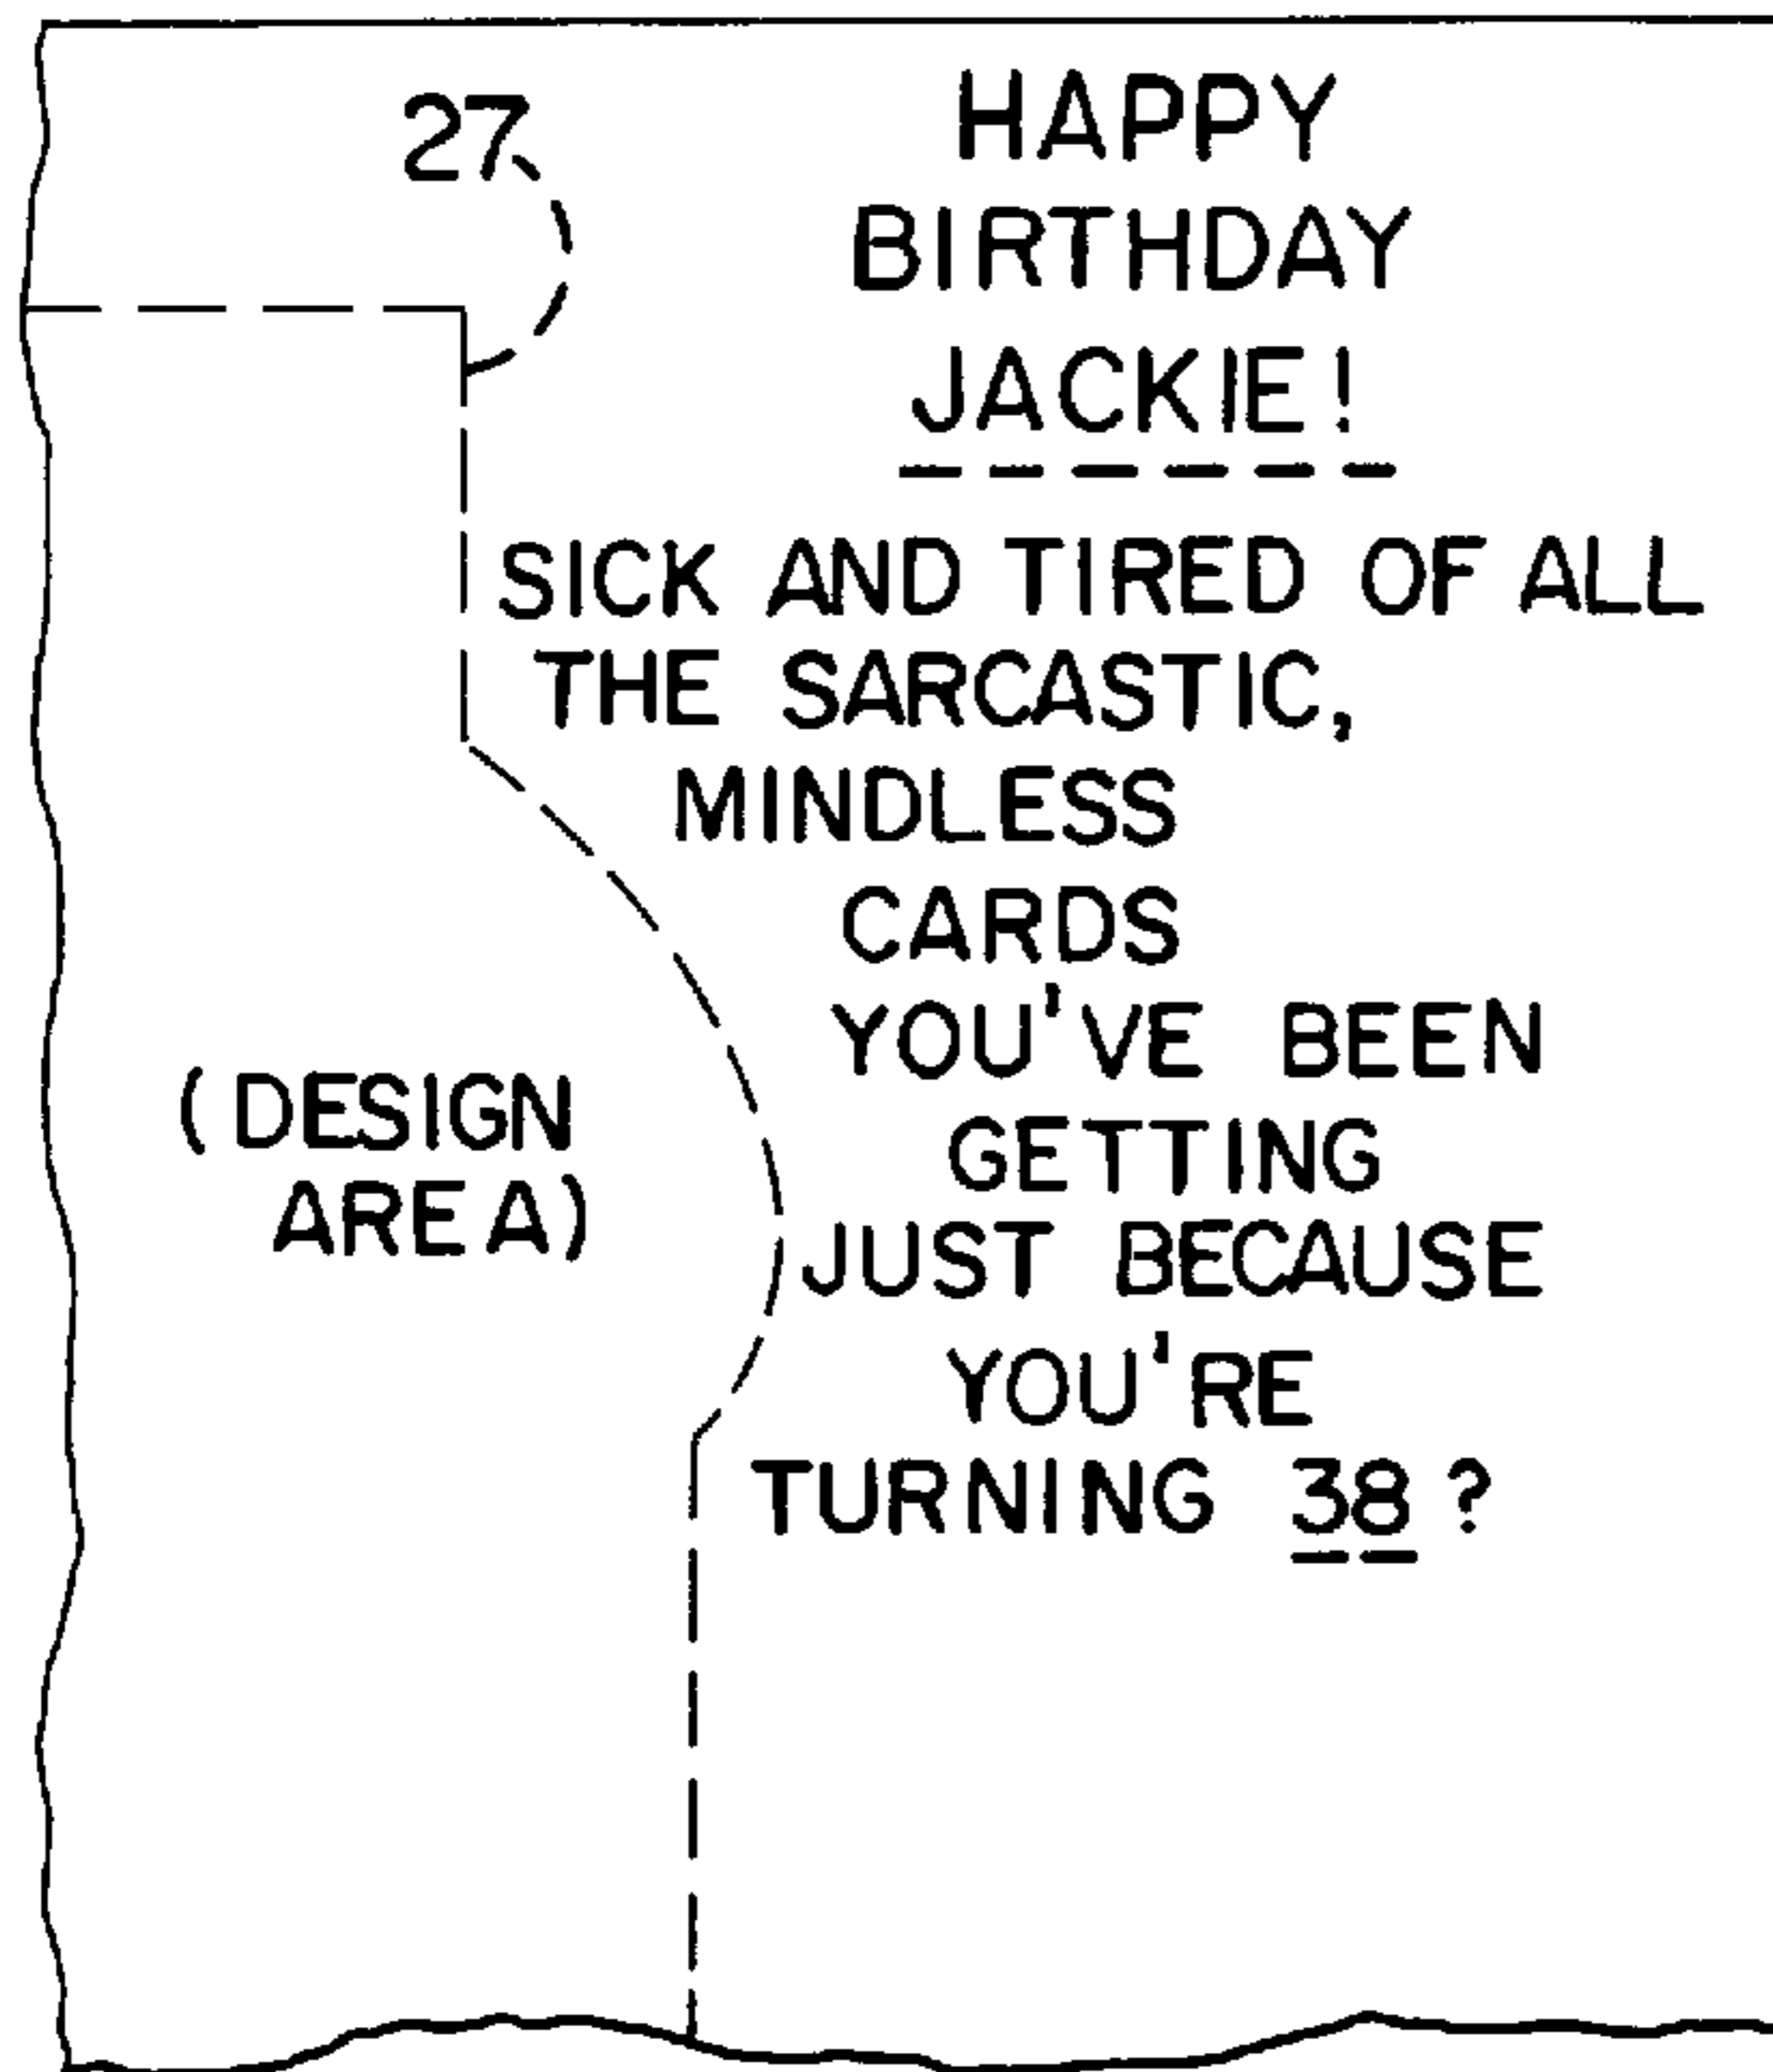 27
HAPPY
BIRTHDAY
JACKIE!
SICK AND TIRED OF ALL
THE SARCASTIC,
MINDLESS
CARDS
YOU'VE BEEN
GETTING
JUST BECAUSE
YOU'RE
TURNING 38?
(DESIGN
AREA)